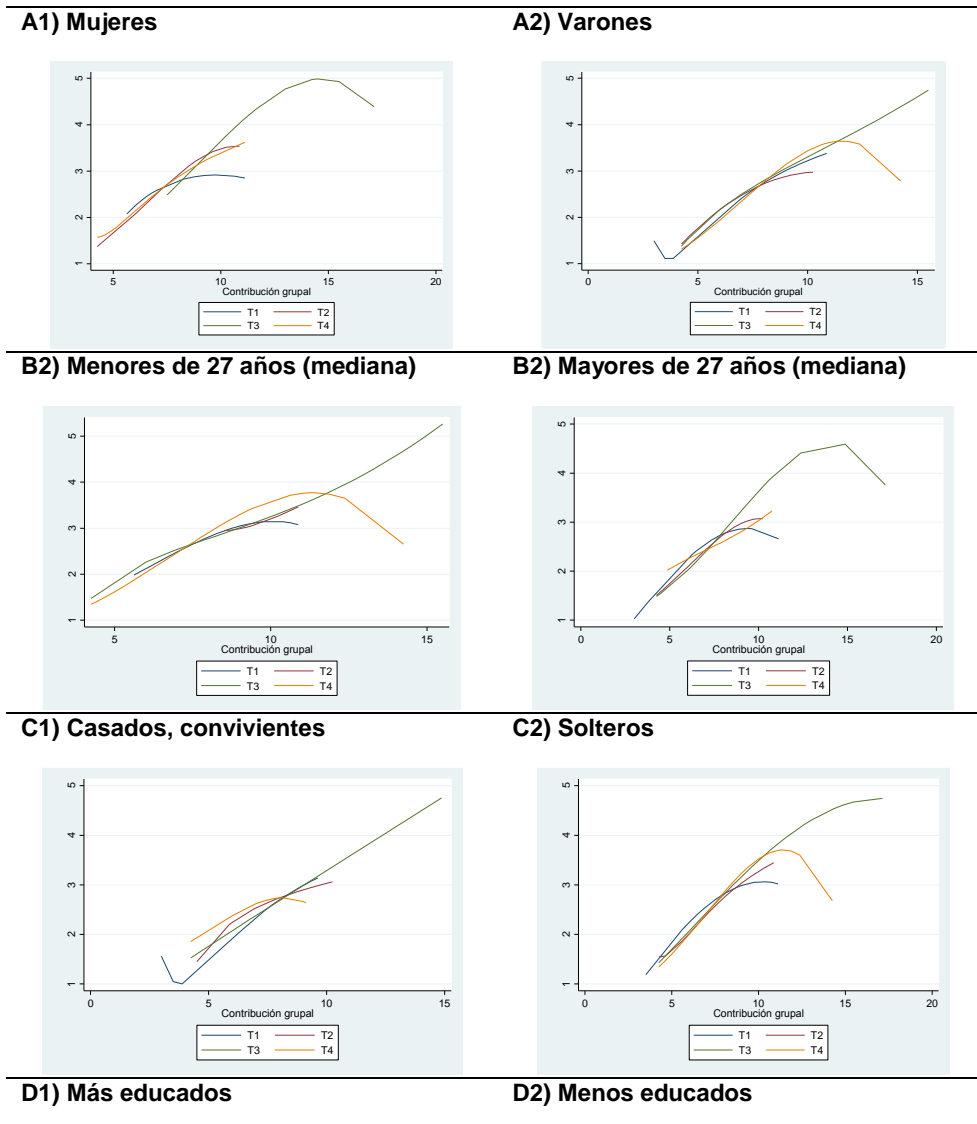 A1) Mujeres
A2) Varones
5
4
3
2
1
5
10
15
20
Contribución grupal
T1
T2
T3
T4
5
4
3
2
1
0
5
10
15
Contribución grupal
T1
T2
T3
T4
B2) Menores de 27 años (mediana)
B2) Mayores de 27 años (mediana)
5
4
3
2
1
5
10
15
Contribución grupal
T1
T2
T3
T4
5
4
3
2
1
0
5
10
15
20
Contribución grupal
T1
T2
T3
T4
C1) Casados, convivientes
C2) Solteros
5
4
3
2
1
0
5
10
15
Contribución grupal
T1
T2
T3
T4
5
4
3
2
1
0
5
10
15
20
Contribución grupal
T1
T2
T3
T4
D1) Más educados
D2) Menos educados